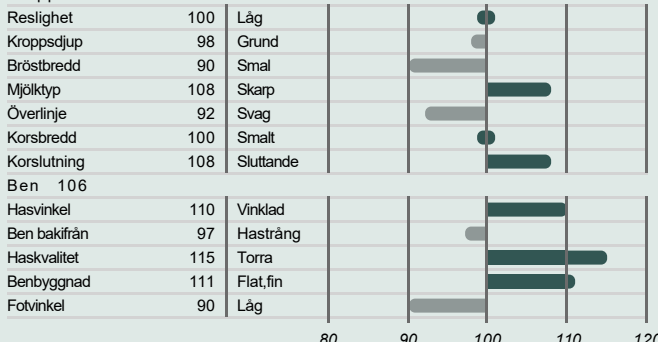 Reslighet 100 Låg
Kroppsdjup 98 Grund
Bröstbredd 90 Smal
Mjölktyp 108 Skarp
Överlinje 92 Svag
Korsbredd 100 Smalt
Korslutning 108 Sluttande
Ben 106
Hasvinkel 110 Vinklad
Ben bakifrån 97 Hastrång
Haskvalitet 115 Torra
Benbyggnad 111 Flat,fin
Fotvinkel 90 Låg
80 90 100 110 120